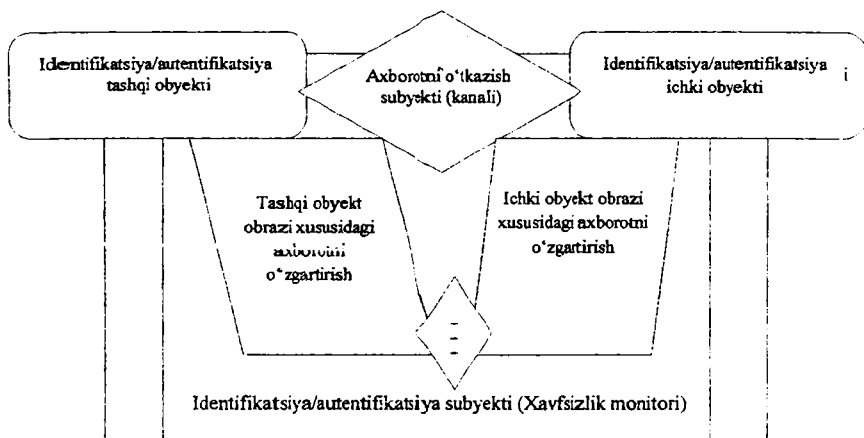 Identifikatsiya/autentifikatsiya
tashqi obyekti
Axborotni o‘tkazish
subyekti (kanali)
Identifikatsiya/autentifikatsiya
ichki obyekti
Tashqi obyekt
obrazi xususidagi
axborotni
o‘zgartirish
Ichki obyekt obrazi
xususidagi axborotni
o‘zgartirish
Identifikatsiya/autentifikatsiya subyekti (Xavfsizlik monitori)